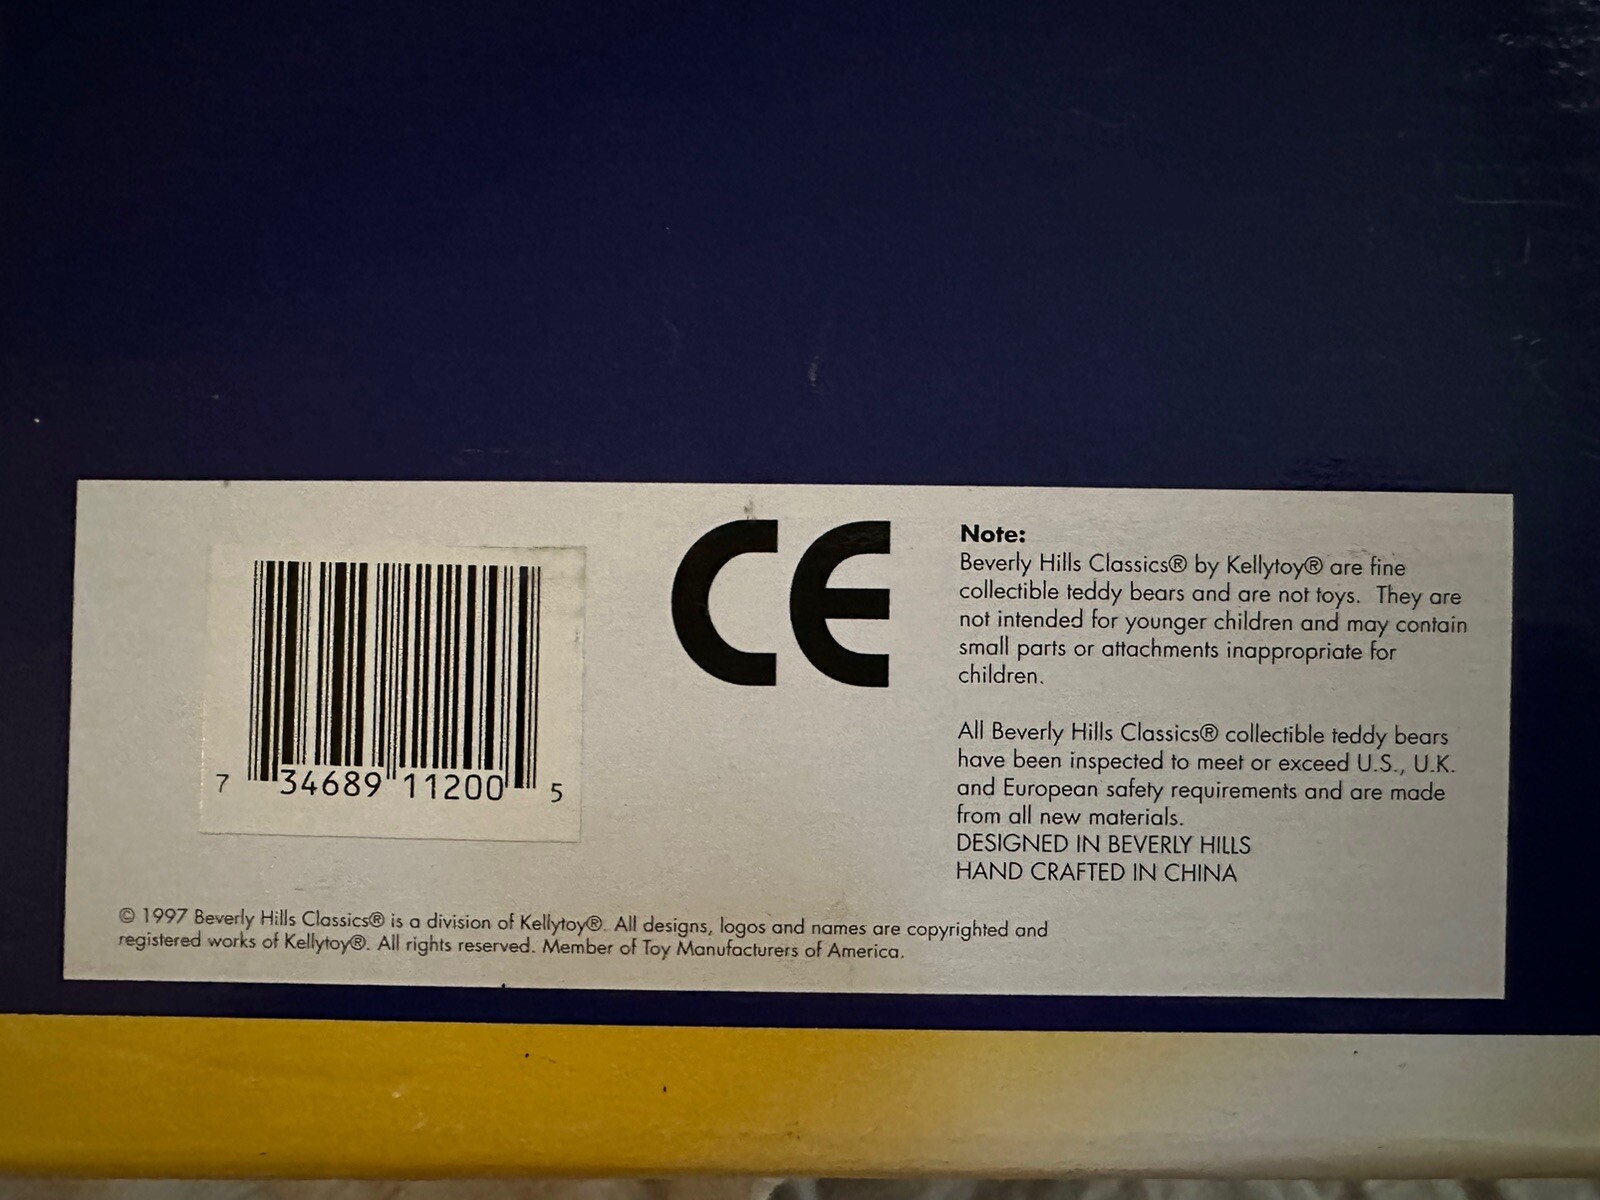 7 34689 11200 5
CE
Note:
Beverly Hills Classics® by Kellytoy® are fine
collectible teddy bears and are not toys. They are
not intended for younger children and may contain
small parts or attachments inappropriate for
children.
All Beverly Hills Classics® collectible teddy bears
have been inspected to meet or exceed U.S., U.K.
and European safety requirements and are made
from all new materials.
DESIGNED IN BEVERLY HILLS
HAND CRAFTED IN CHINA
© 1997 Beverly Hills Classics® is a division of Kellytoy®. All designs, logos and names are copyrighted and
registered works of Kellytoy®. All rights reserved. Member of Toy Manufacturers of America.